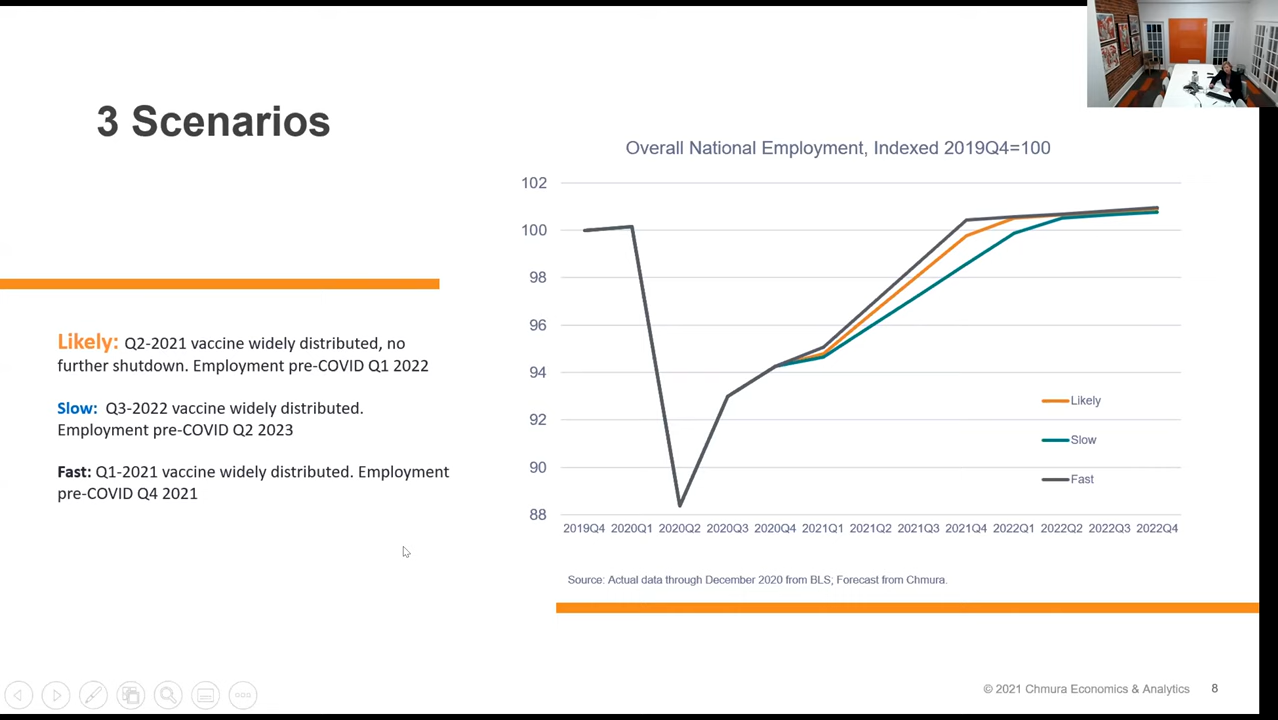 3 Scenarios
Likely: Q2-2021 vaccine widely distributed, no
further shutdown. Employment pre-COVID Q1 2022
Slow: Q3-2022 vaccine widely distributed.
Employment pre-COVID Q2 2023
Fast: Q1-2021 vaccine widely distributed. Employment
pre-COVID Q4 2021
Overall National Employment, Indexed 2019Q4=100
102
100
98
96
94
92
90
88
Likely
Slow
Fast
2019Q4 2020Q1 2020Q2 2020Q3 2020Q4 2021Q1 2021Q2 2021Q3 2021Q4 2022Q1 2022Q2 2022Q3 2022Q4
Source: Actual data through December 2020 from BLS; Forecast from Chmura.
© 2021 Chmura Economics & Analytics 8